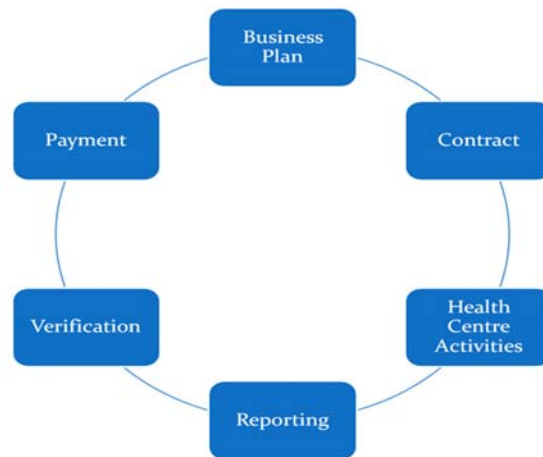 Business
Plan
Contract
Health
Centre
Activities
Reporting
Verification
Payment